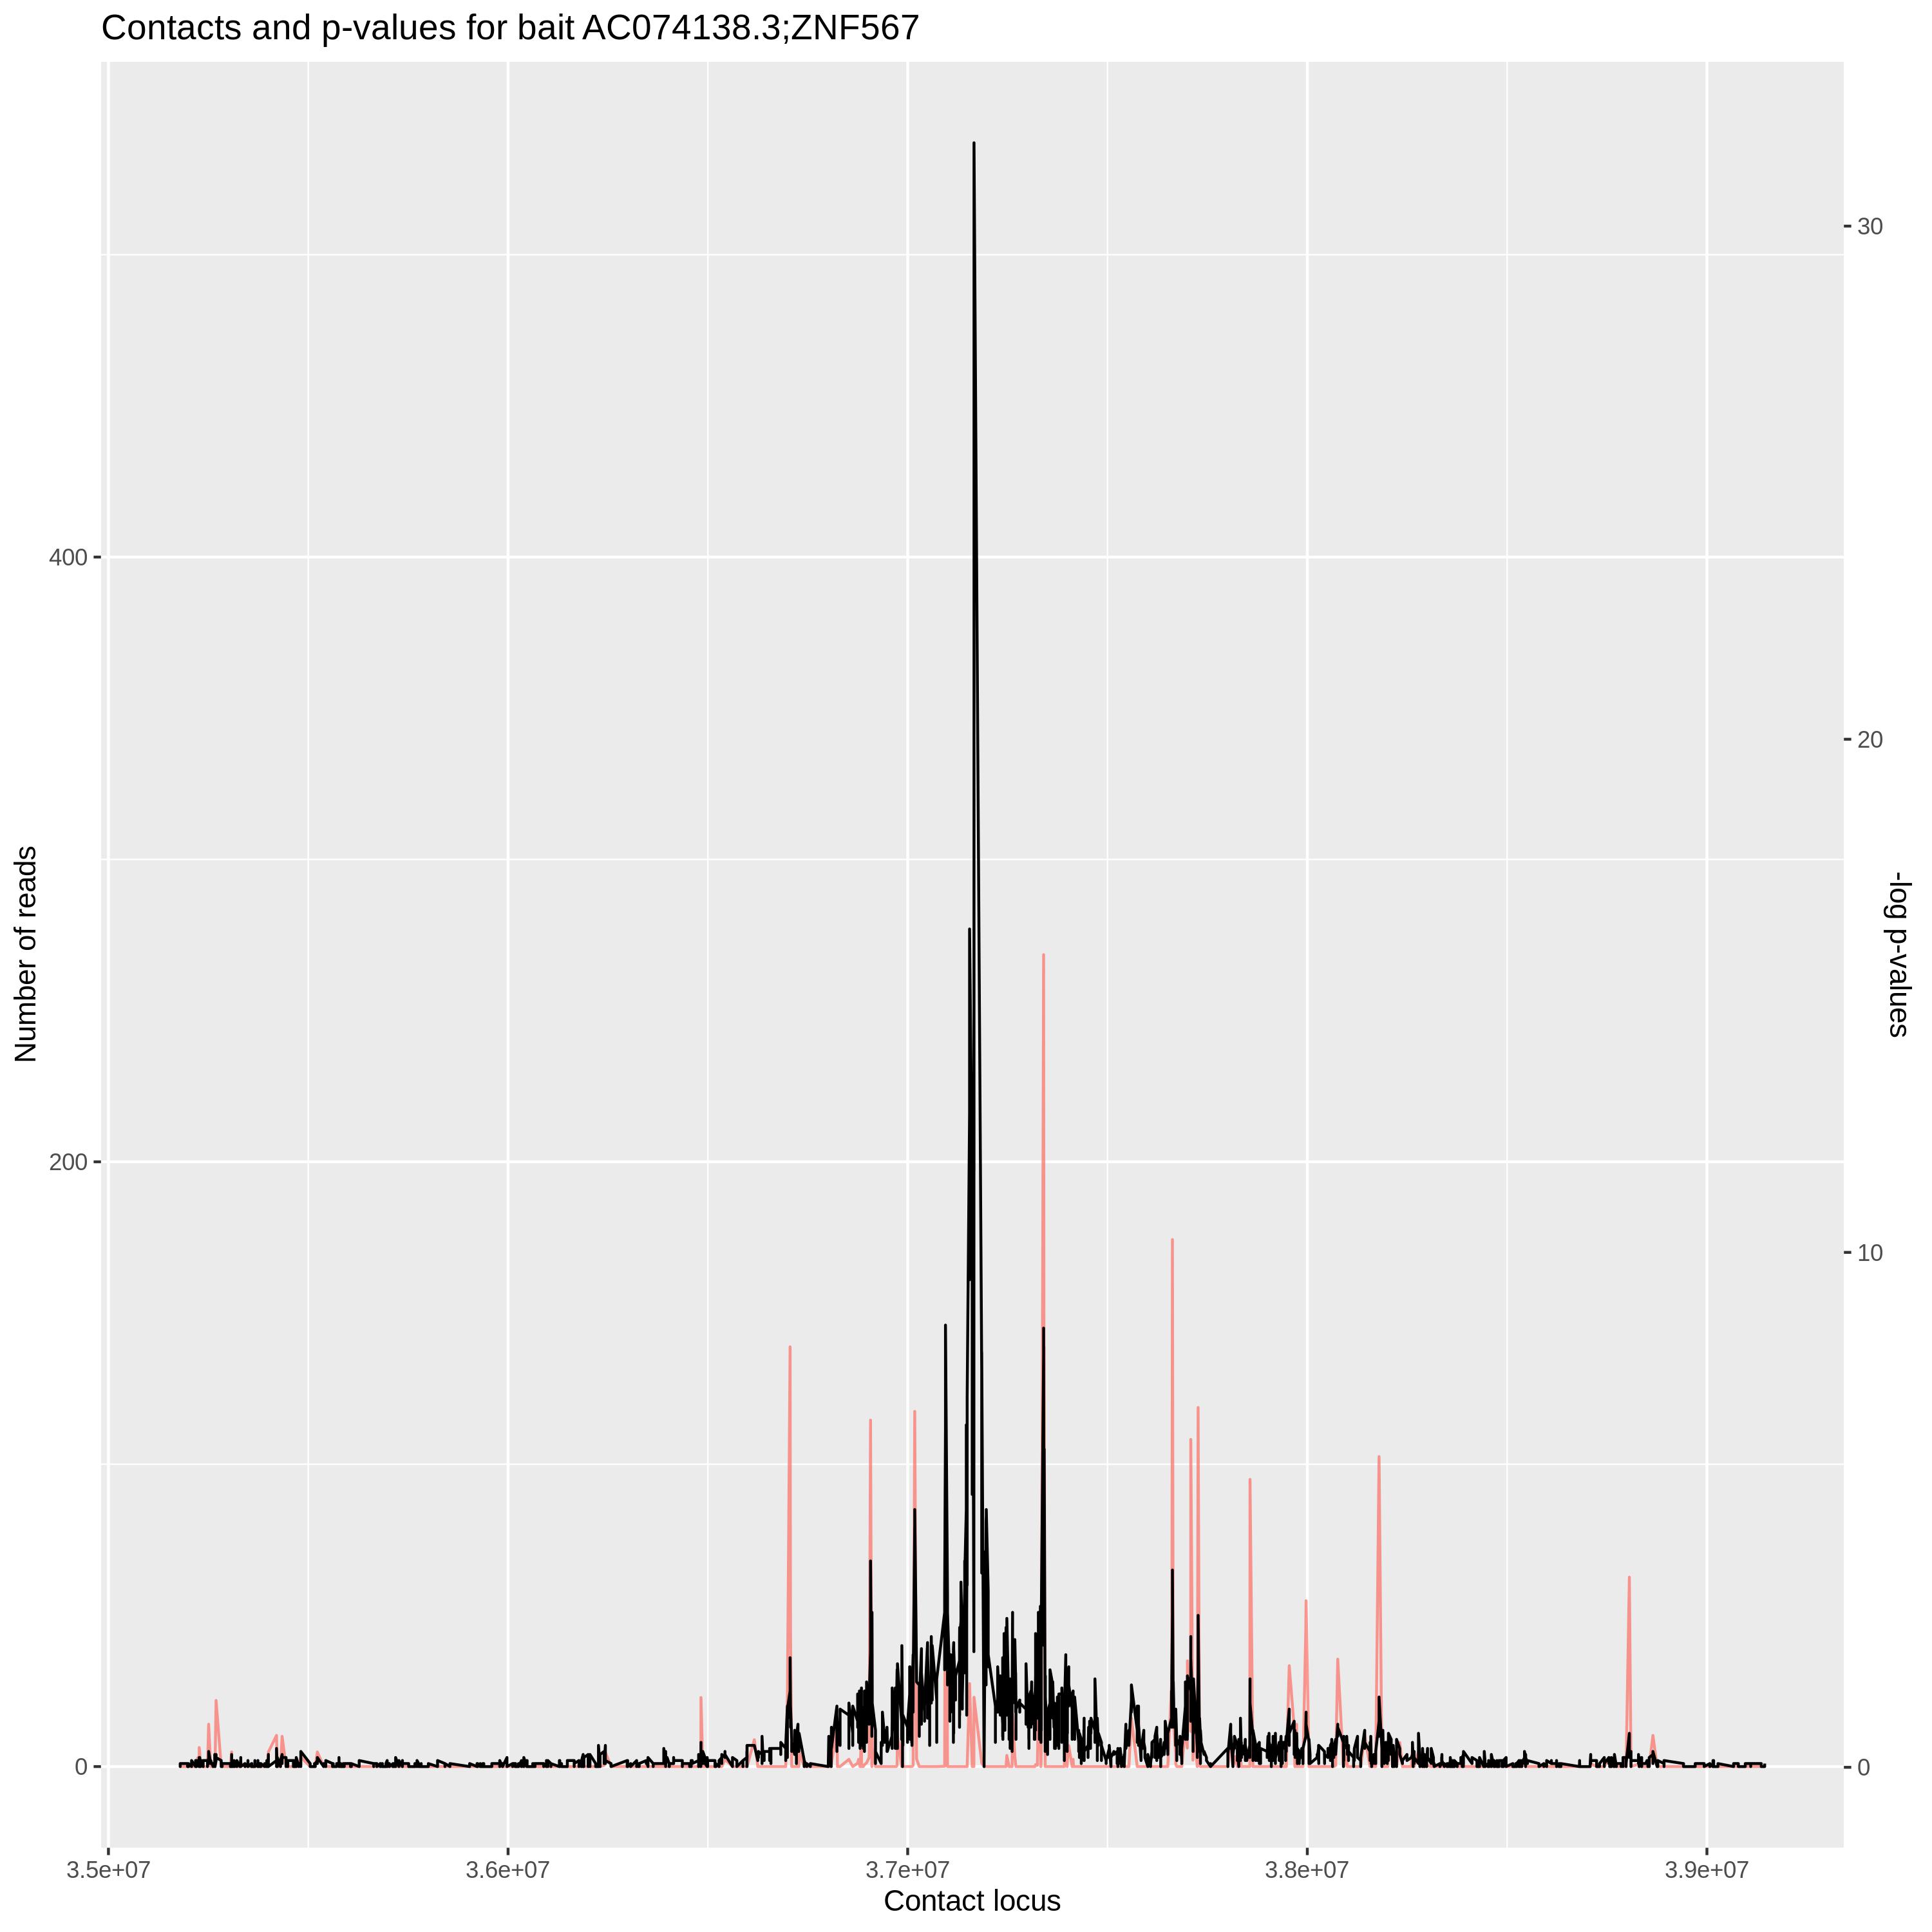 Contacts and p-values for bait AC074138.3;ZNF567
30
400
20
Number of reads
-log p-values
200
10
0
0
3.5e+07 3.6e+07 3.7e+07 3.8e+07 3.9e+07
Contact locus